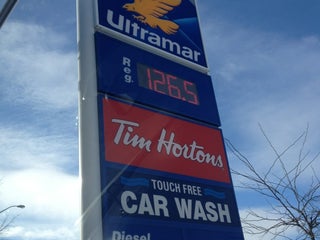 Ultramar
Reg. 126.5
Tim Hortons
TOUCH FREE
CAR WASH
Diesel